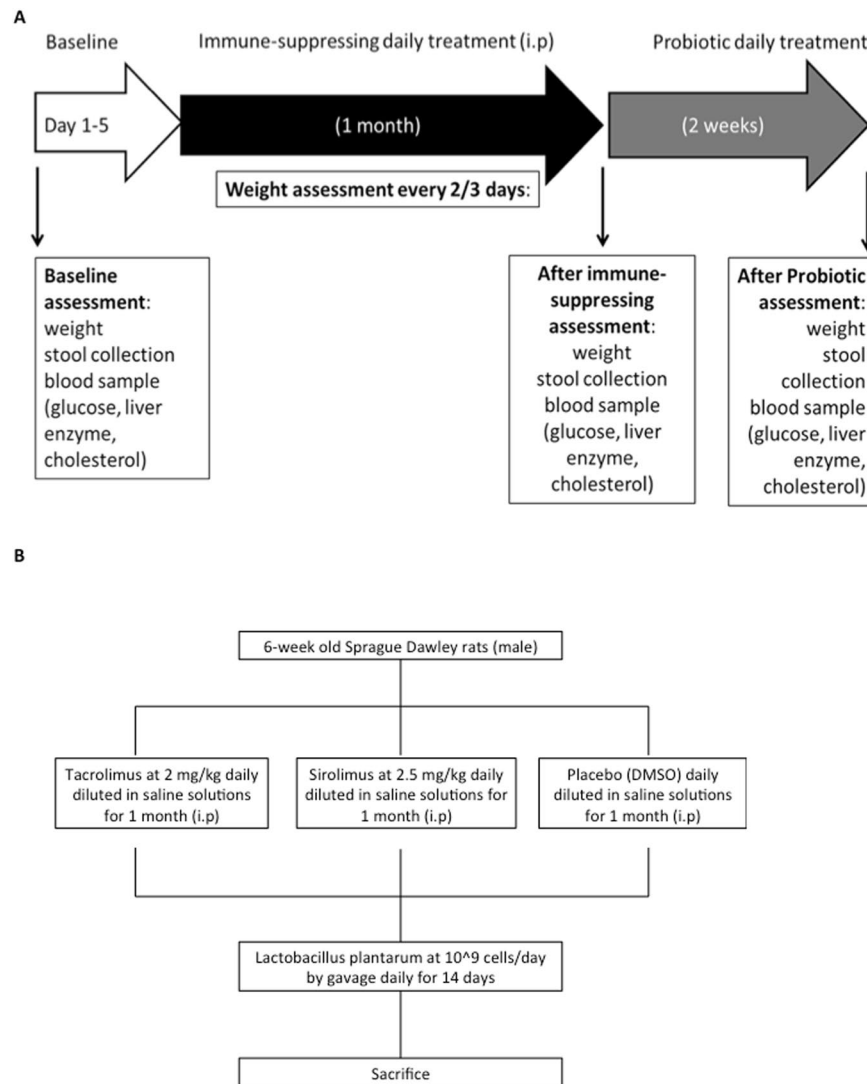 A
Baseline
Immune-suppressing daily treatment (i.p)
Probiotic daily treatment
Day 1-5
(1 month)
(2 weeks)
Weight assessment every 2/3 days:
Baseline
assessment:
weight
stool collection
blood sample
(glucose, liver
enzyme,
cholesterol)
After immune-
suppressing
assessment:
weight
stool collection
blood sample
(glucose, liver
enzyme,
cholesterol)
After Probiotic
assessment:
weight
stool
collection
blood sample
(glucose, liver
enzyme,
cholesterol)
B
6-week old Sprague Dawley rats (male)
Tacrolimus at 2 mg/kg daily
diluted in saline solutions
for 1 month (i.p)
Sirolimus at 2.5 mg/kg daily
diluted in saline solutions for
1 month (i.p)
Placebo (DMSO) daily
diluted in saline solutions
for 1 month (i.p)
Lactobacillus plantarum at 10^9 cells/day
by gavage daily for 14 days
Sacrifice